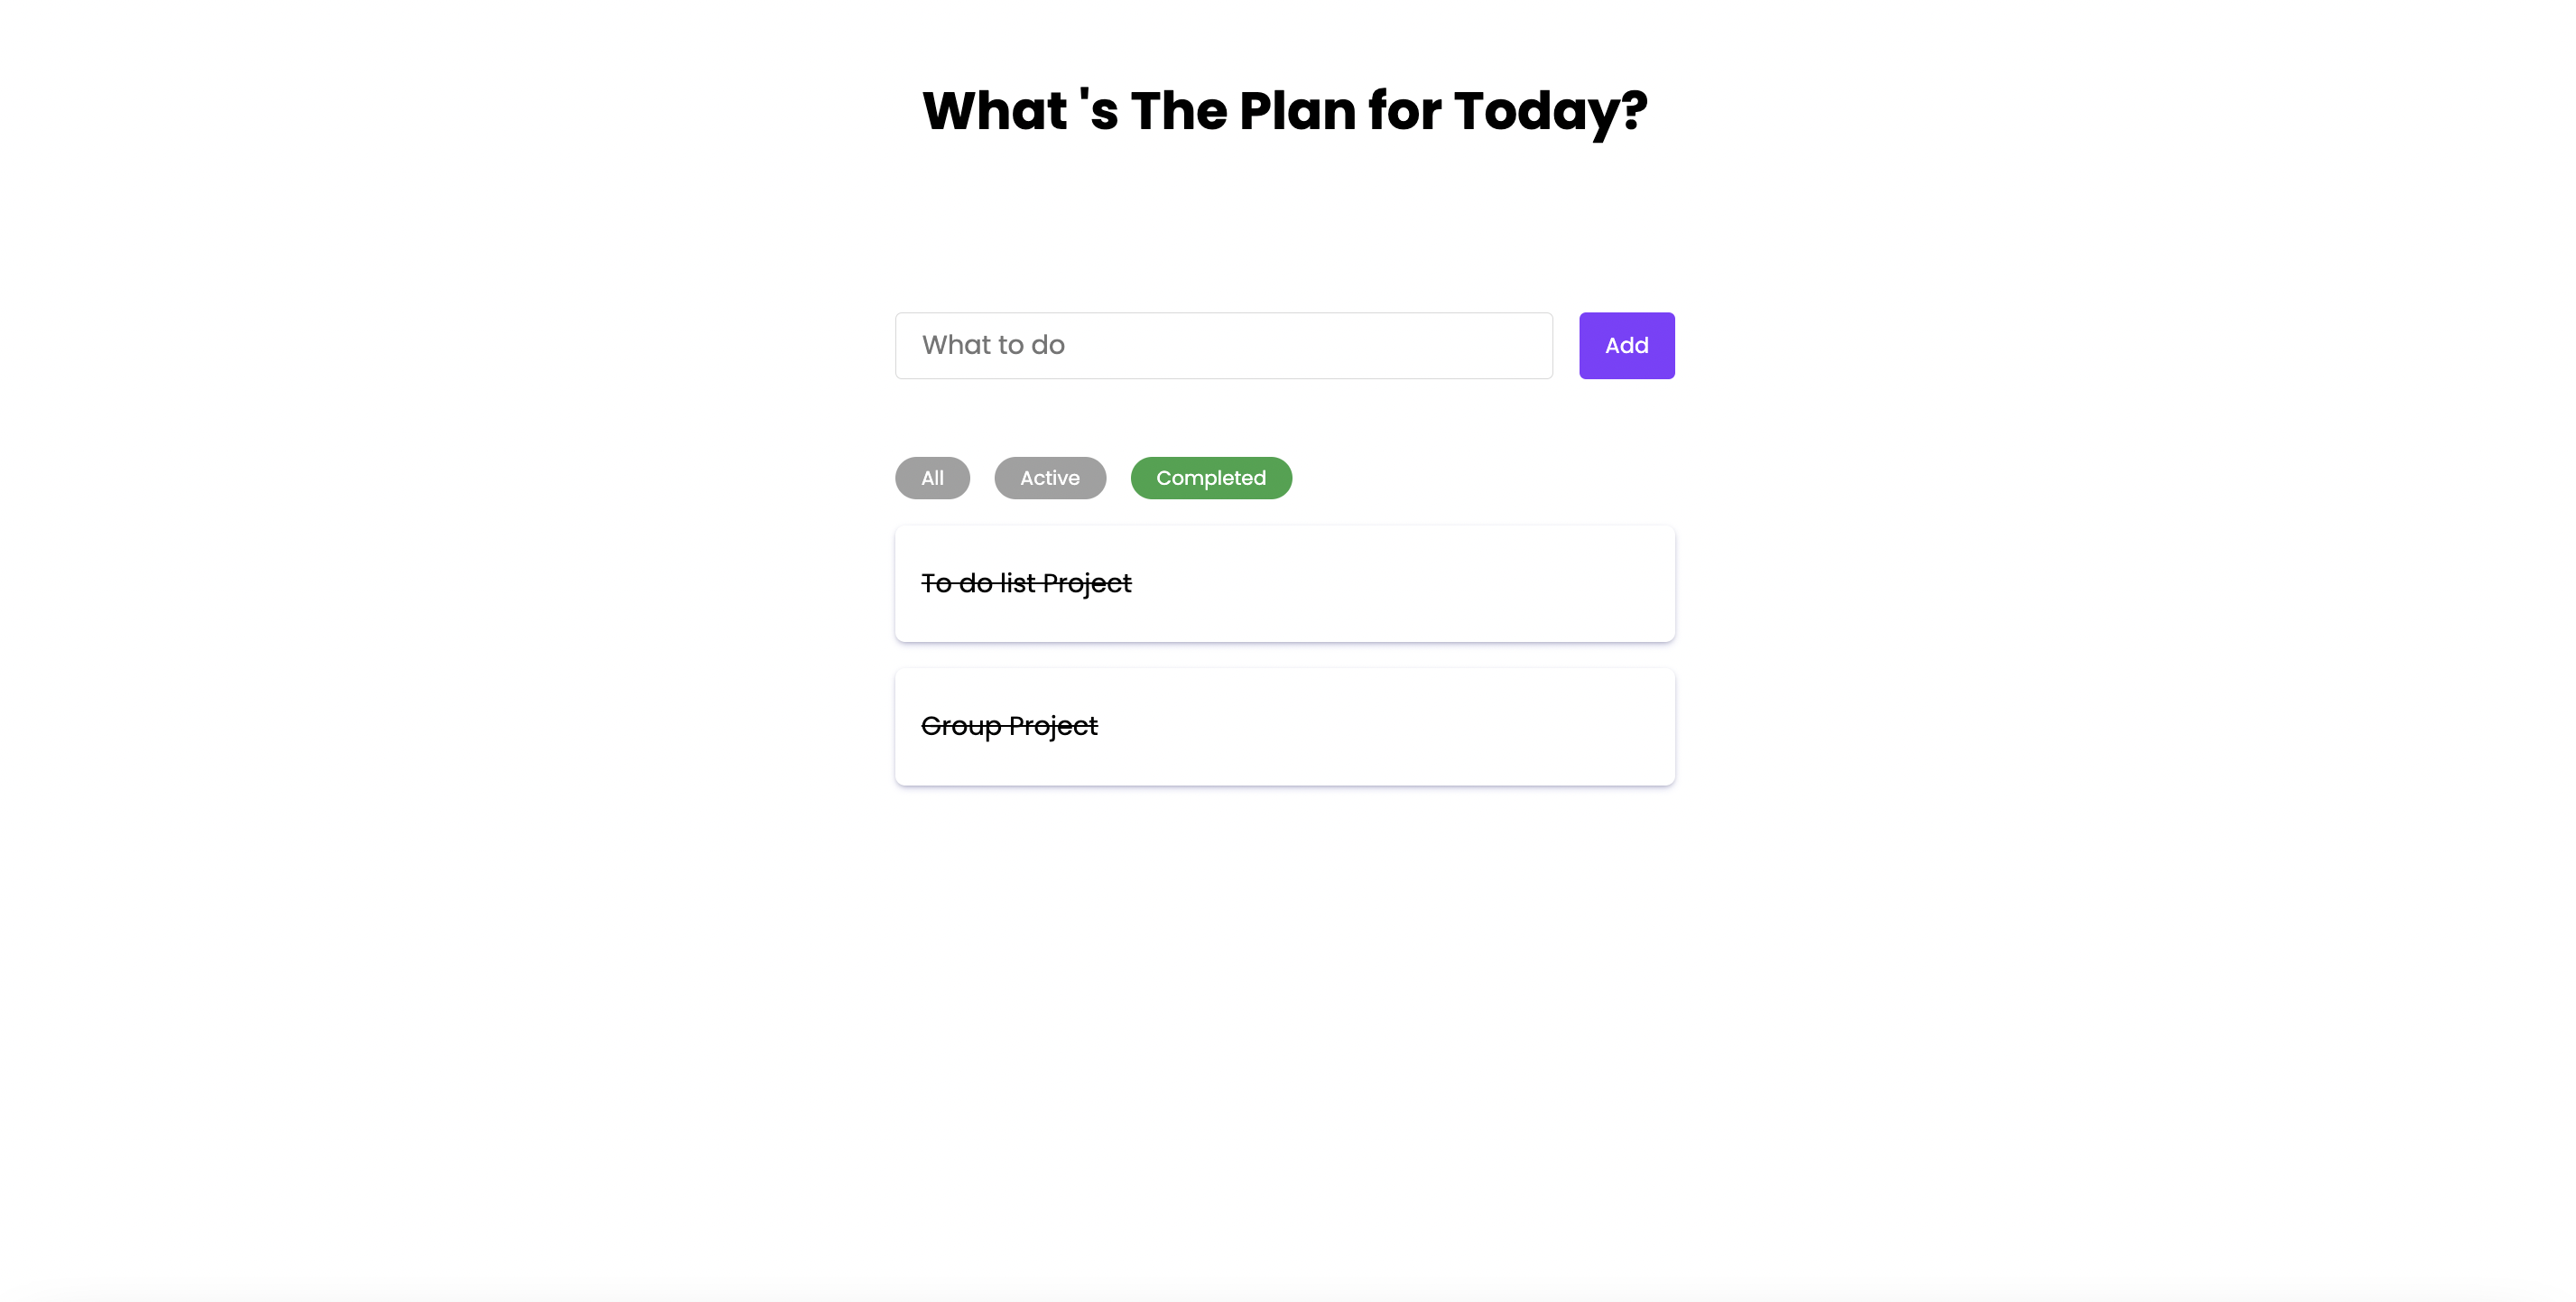 What 's The Plan for Today?
What to do
Add
All
Active
Completed
To do list Project
Group Project